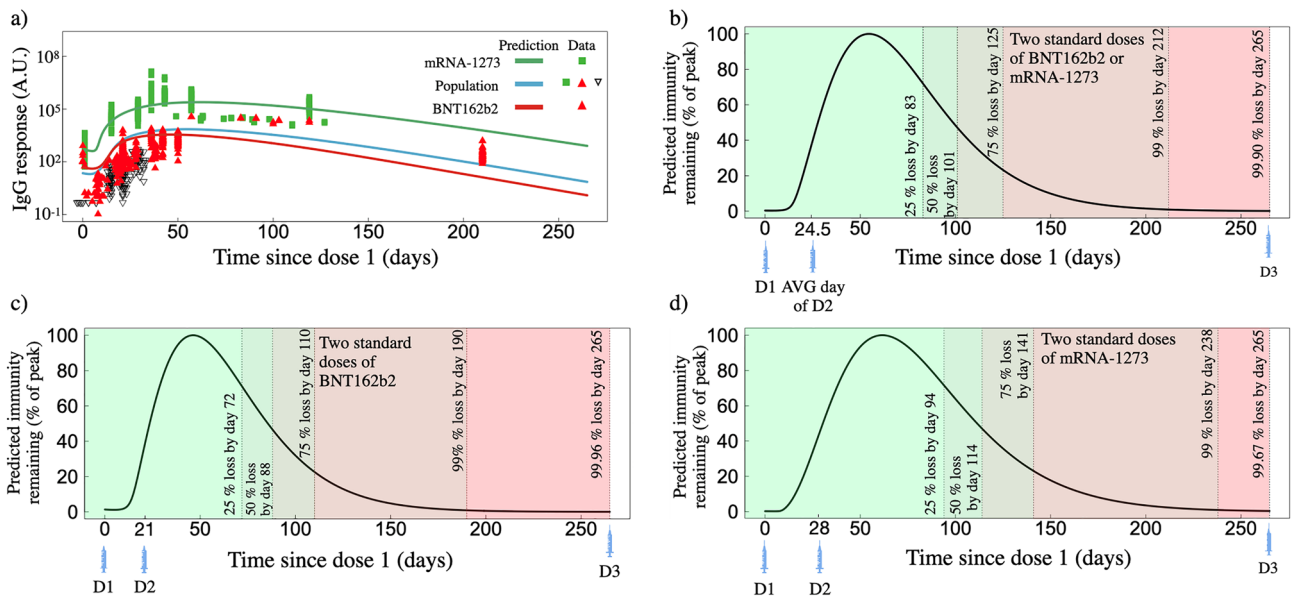 a)
IgG response (A.U.)
10^8
10^5
10^2
10^-1
Prediction Data
mRNA-1273
Population
BNT162b2
0 50 100 150 200 250
Time since dose 1 (days)
b)
Predicted immunity
remaining (% of peak)
100
80
60
40
20
0
25 % loss by day 83
50 % loss
by day 101
75 % loss by day 125
Two standard doses
of BNT162b2 or
mRNA-1273
99 % loss by day 212
99.90 % loss by day 265
0 24.5 50 100 150 200 250
Time since dose 1 (days)
D1 AVG day
of D2
D3
c)
Predicted immunity
remaining (% of peak)
100
80
60
40
20
0
25 % loss by day 72
50 % loss
by day 88
75 % loss by day 110
Two standard
doses of
BNT162b2
99% % loss by day 190
99.96 % loss by day 265
0 21 50 100 150 200 250
Time since dose 1 (days)
D1 D2
D3
d)
Predicted immunity
remaining (% of peak)
100
80
60
40
20
0
25 % loss by day 94
50 % loss
by day 114
75 % loss
by day 141
Two standard doses
of mRNA-1273
99 % loss by day 238
99.67 % loss by day 265
0 28 50 100 150 200 250
Time since dose 1 (days)
D1 D2
D3